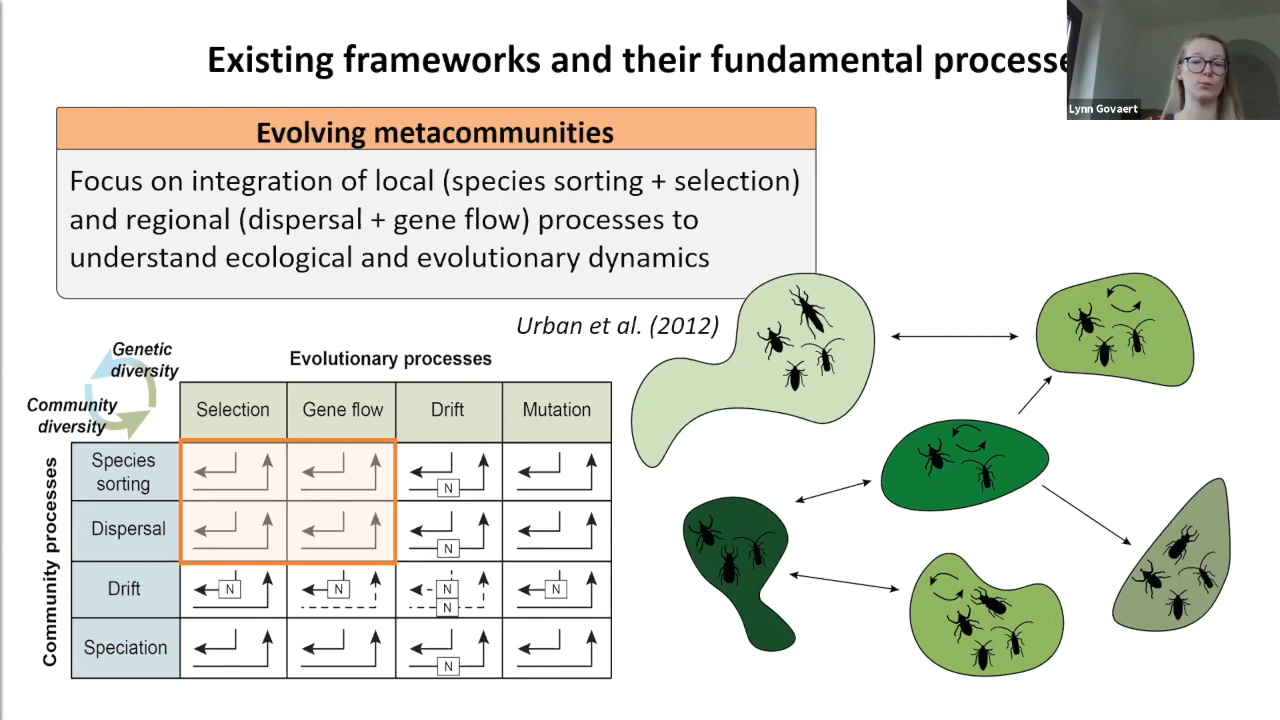 Existing frameworks and their fundamental processe
Lynn Govaert
Evolving metacommunities
Focus on integration of local (species sorting + selection)
and regional (dispersal + gene flow) processes to
understand ecological and evolutionary dynamics
Urban et al. (2012)
Genetic
diversity
Community
diversity
Evolutionary processes
Selection
Gene flow
Drift
Mutation
Community processes
Species
sorting
N
Dispersal
N
Drift
N
N
N
N
N
Speciation
N